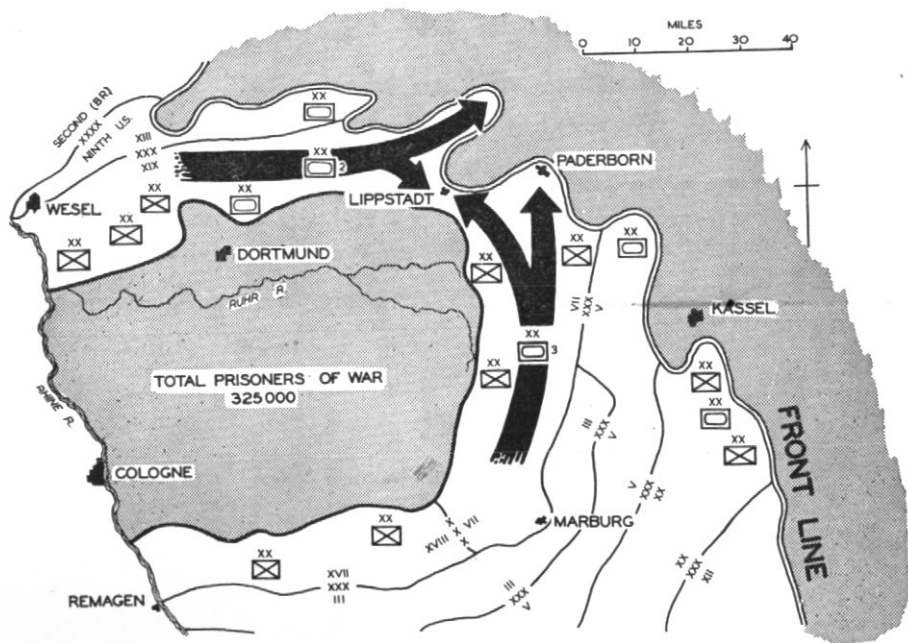 MILES
0 10 20 30 40
SECOND (BR)
XXXX
NINTH U.S.
XIII
XXX
XIX
XX
XX
2
XX
XX
XX
XX
WESEL
LIPPSTADT
PADERBORN
DORTMUND
RUHR R.
XX
XX
XX
VII
XXX
V
KASSEL
XX
3
XX
TOTAL PRISONERS OF WAR
325000
RHINE R.
III
XXX
V
XX
XX
XX
FRONT LINE
COLOGNE
XVIII
X
X
X
VII
V
XXX
XX
MARBURG
XX
XX
XVII
XXX
III
III
XXX
V
XX
XXX
XII
REMAGEN